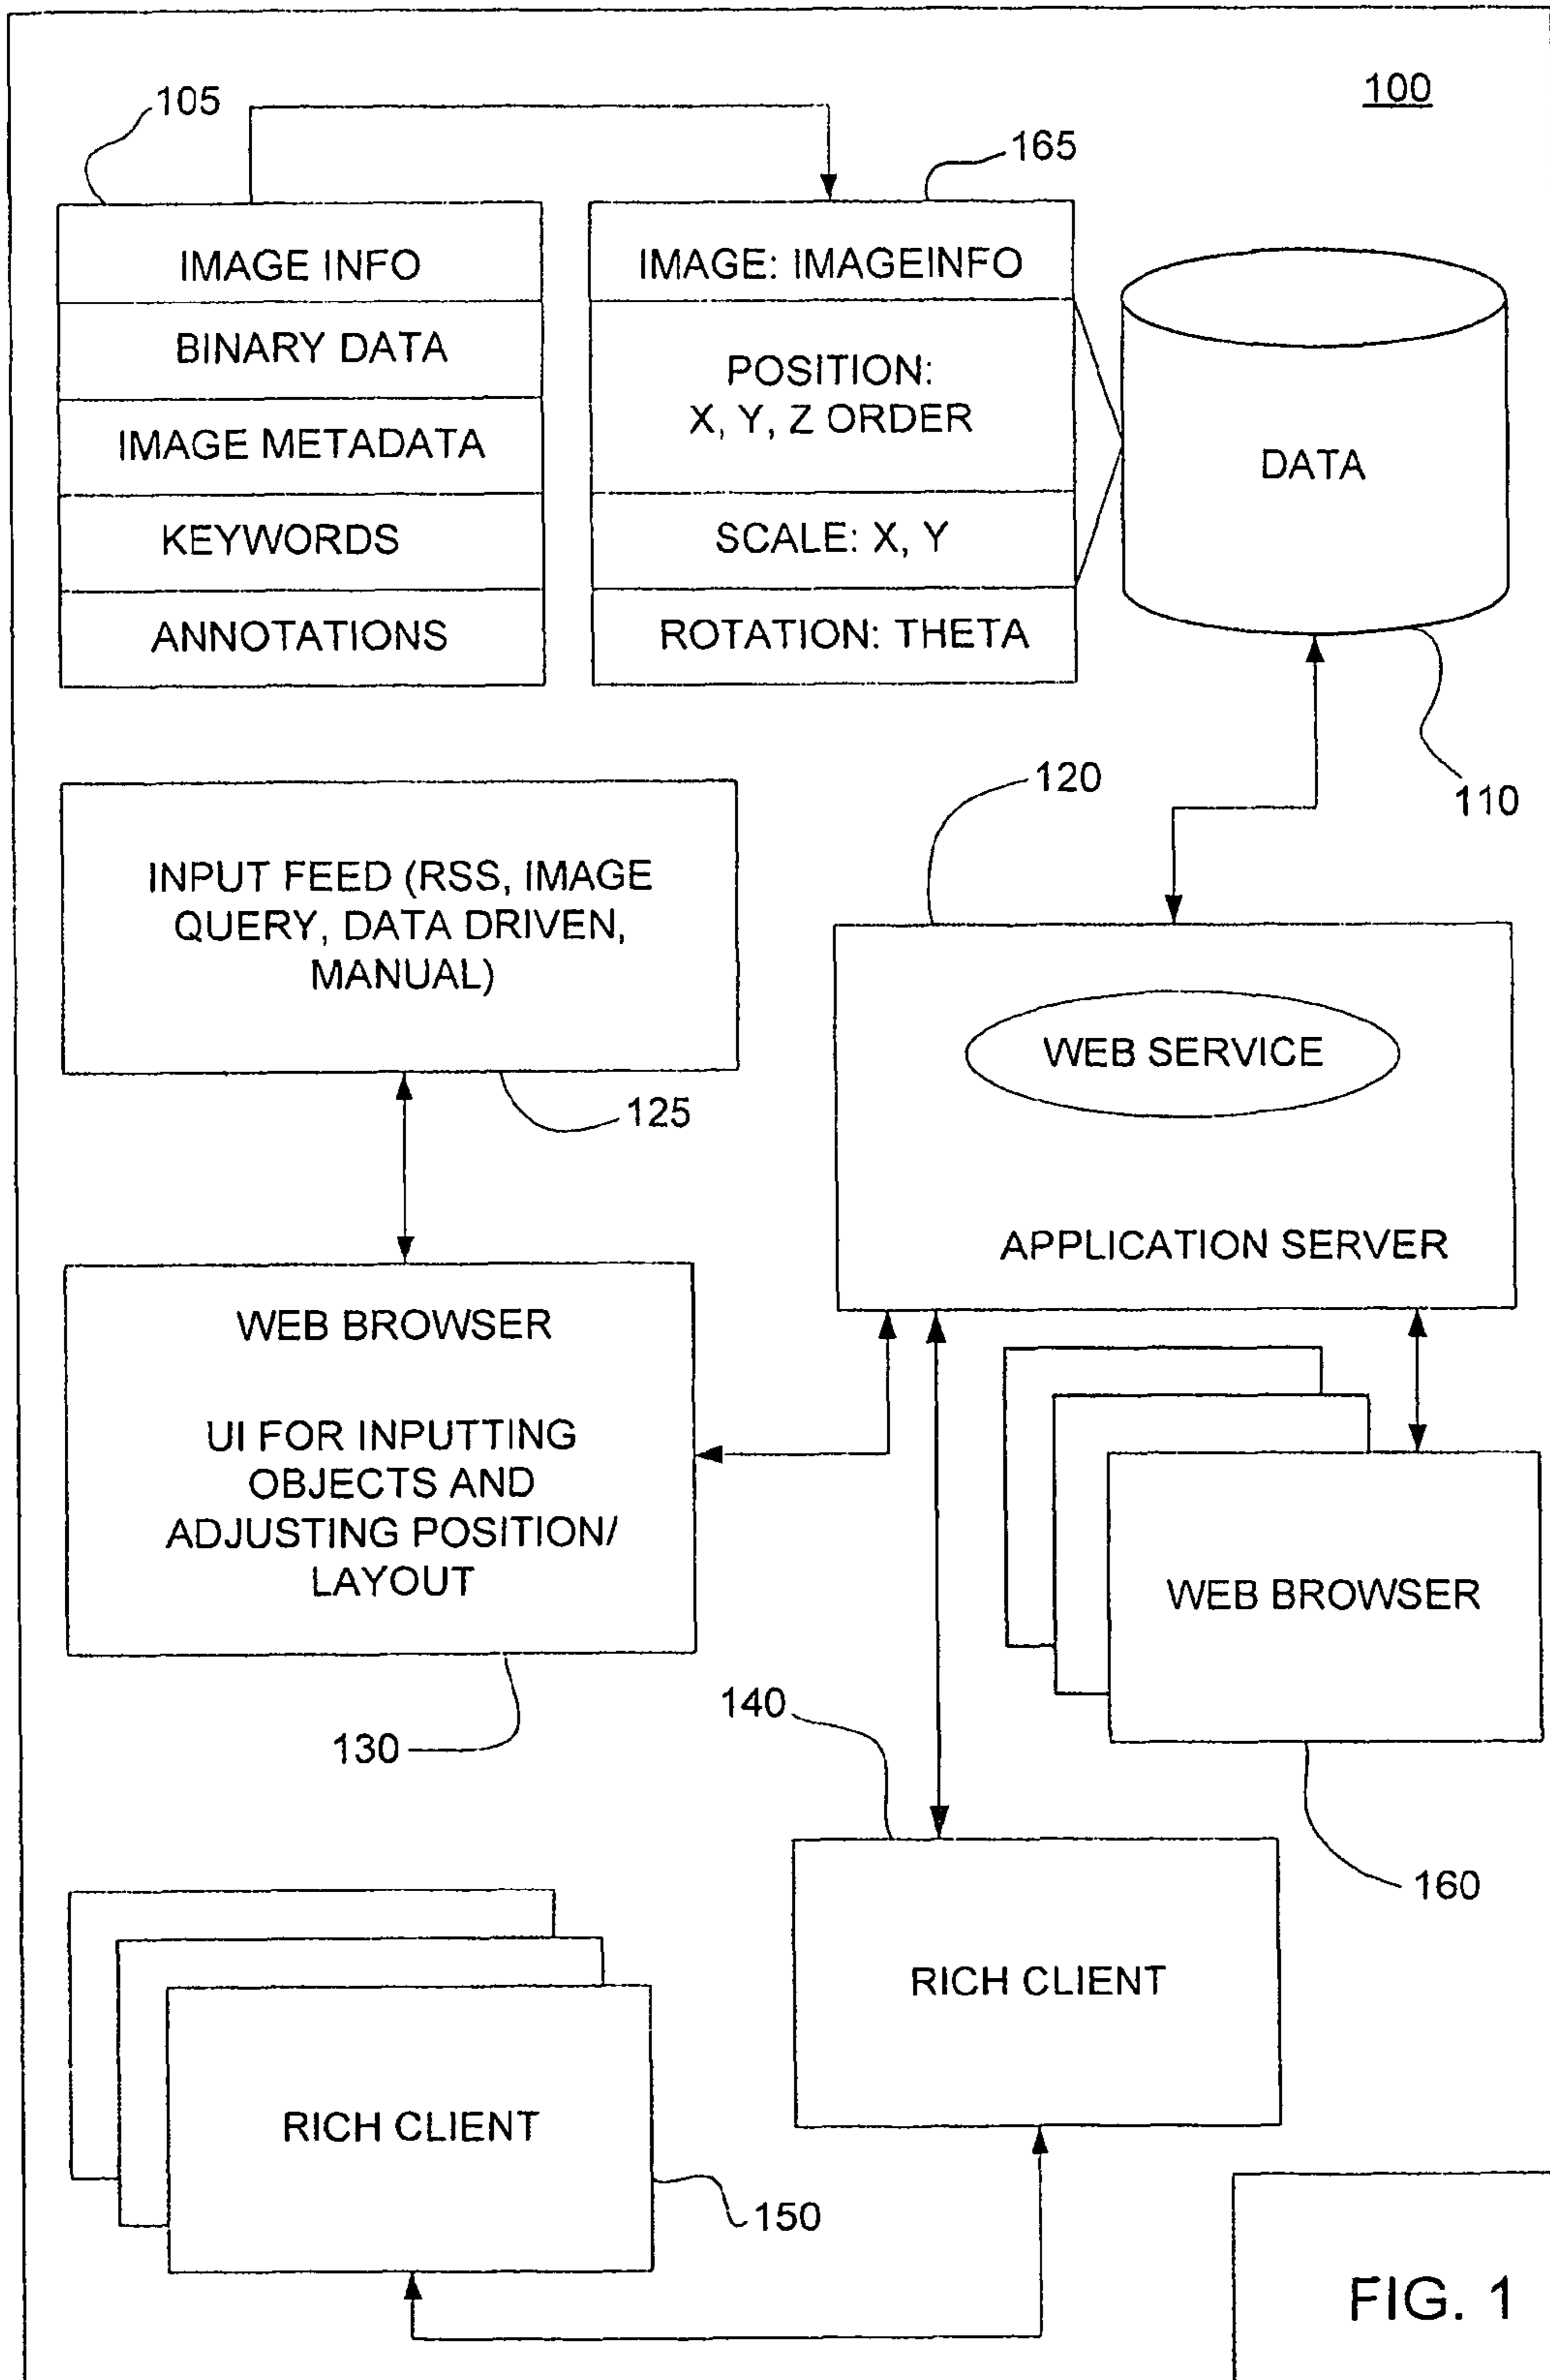 100
105
165
IMAGE INFO
BINARY DATA
IMAGE METADATA
KEYWORDS
ANNOTATIONS
IMAGE: IMAGEINFO
POSITION:
X, Y, Z ORDER
SCALE: X, Y
ROTATION: THETA
DATA
110
120
INPUT FEED (RSS, IMAGE
QUERY, DATA DRIVEN,
MANUAL)
125
WEB SERVICE
APPLICATION SERVER
WEB BROWSER
UI FOR INPUTTING
OBJECTS AND
ADJUSTING POSITION/
LAYOUT
130
WEB BROWSER
160
140
RICH CLIENT
RICH CLIENT
150
FIG. 1